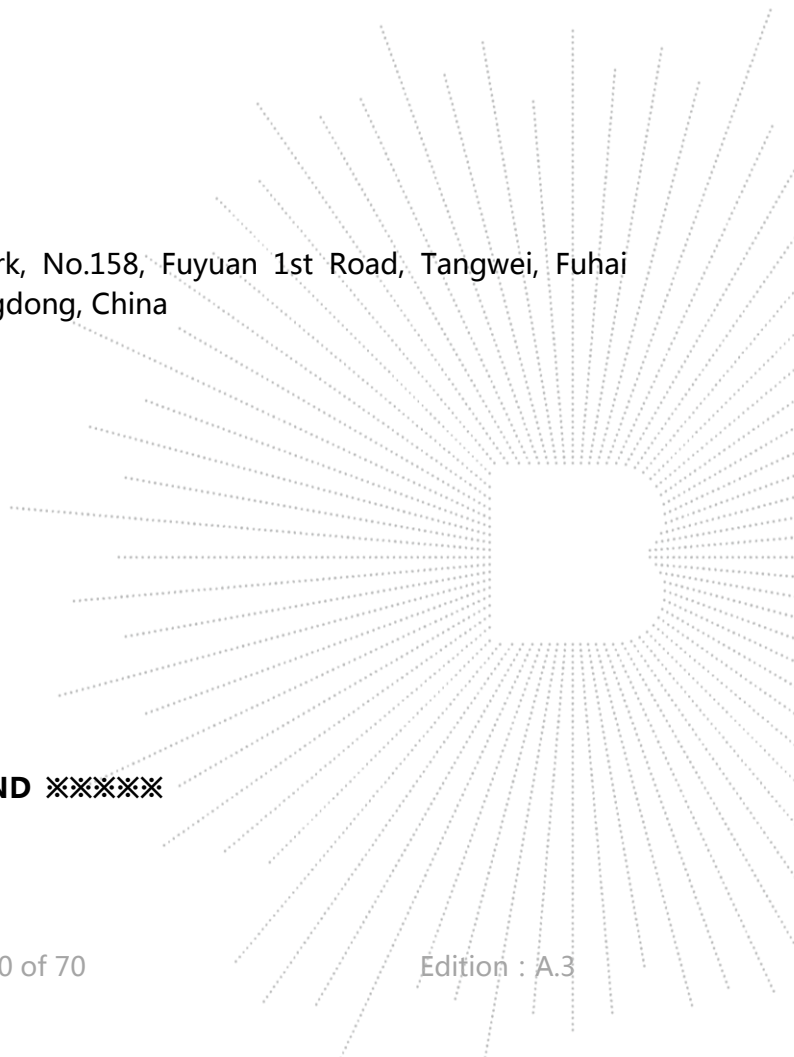 rk, No.158, Fuyuan 1st Road, Tangwei, Fuhai
gdong, China
ND ※※※※※
0 of 70 Edition : A.3